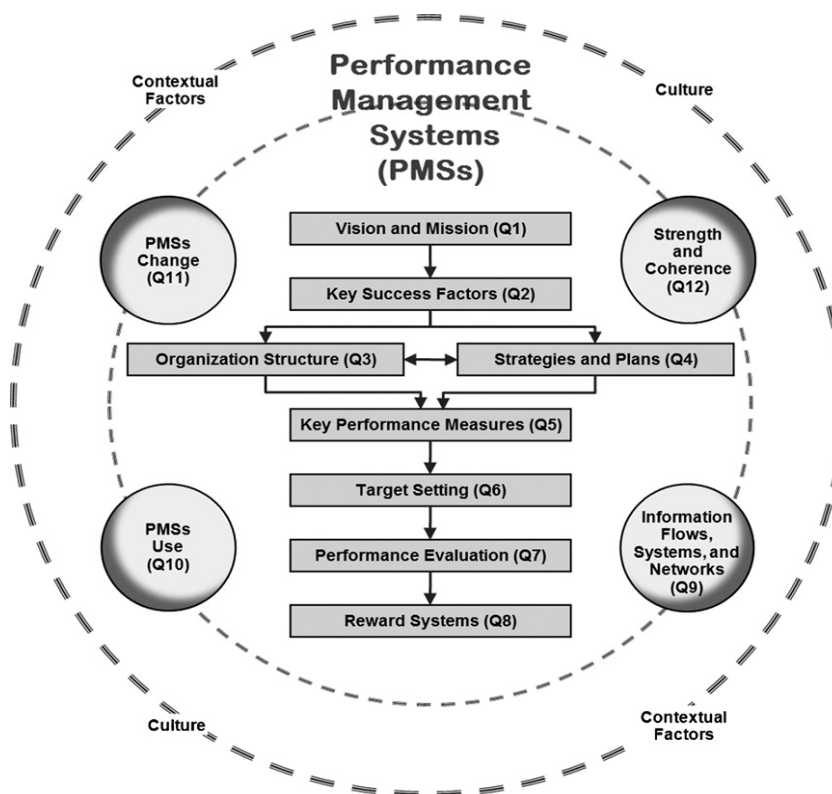 Performance
Management
Systems
(PMSs)
Contextual
Factors
Culture
PMSs
Change
(Q11)
Vision and Mission (Q1)
Strength
and
Coherence
(Q12)
Key Success Factors (Q2)
Organization Structure (Q3)
Strategies and Plans (Q4)
Key Performance Measures (Q5)
Target Setting (Q6)
PMSs
Use
(Q10)
Performance Evaluation (Q7)
Information
Flows,
Systems, and
Networks
(Q9)
Reward Systems (Q8)
Culture
Contextual
Factors